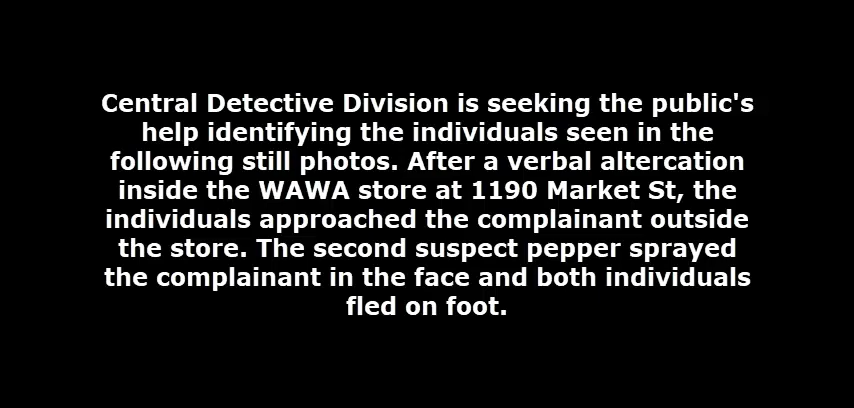 Central Detective Division is seeking the public's
help identifying the individuals seen in the
following still photos. After a verbal altercation
inside the WAWA store at 1190 Market St, the
individuals approached the complainant outside
the store. The second suspect pepper sprayed
the complainant in the face and both individuals
fled on foot.